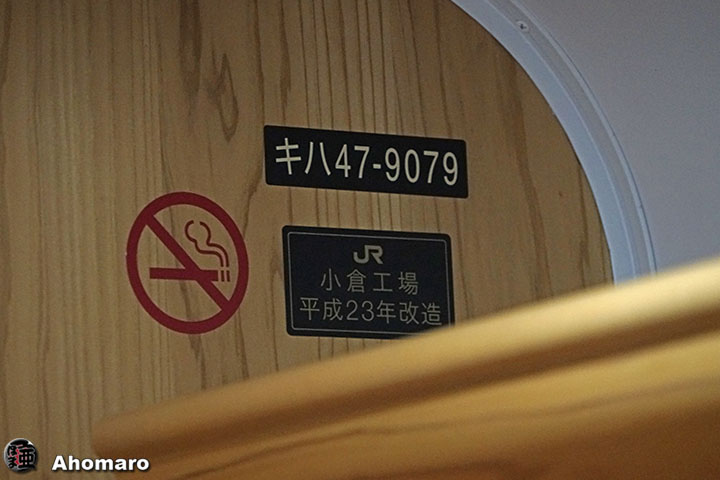 キハ47-9079
JR
小倉工場
平成23年改造
Ahomaro